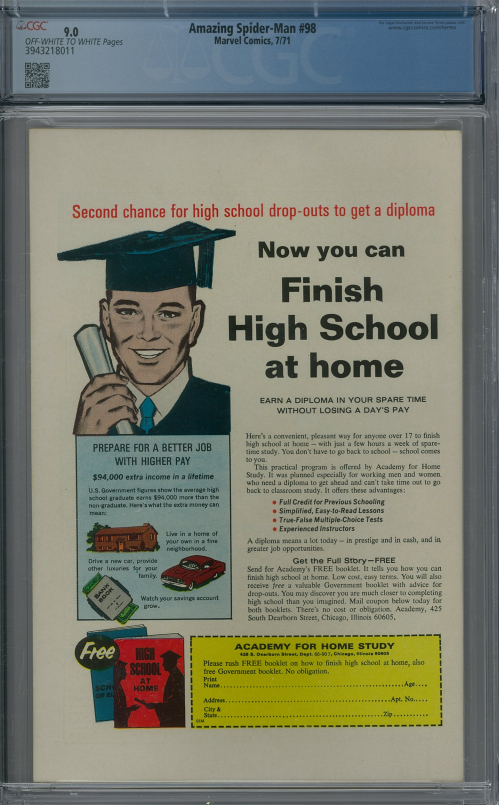 CGC
9.0
OFF-WHITE TO WHITE Pages
3943218011
Amazing Spider-Man #98
Marvel Comics, 7/71
CGC
Second chance for high school drop-outs to get a diploma
Now you can
Finish
High School
at home
EARN A DIPLOMA IN YOUR SPARE TIME
WITHOUT LOSING A DAY'S PAY
PREPARE FOR A BETTER JOB
WITH HIGHER PAY
$94,000 extra income in a lifetime
U.S. Government figures show the average high
school graduate earns $94,000 more than the
non-graduate. Here's what the extra money can
mean:
Live in a home of
your own in a fine
neighborhood.
Drive a new car, provide
other luxuries for your
family.
BANK
BOOK
Watch your savings account
grow.
Here's a convenient, pleasant way for anyone over 17 to finish
high school at home – with just a few hours a week of spare-
time study. You don't have to go back to school – school comes
to you.
This practical program is offered by Academy for Home
Study. It was planned especially for working men and women
who need a diploma to get ahead and can't take time out to go
back to classroom study. It offers these advantages:
• Full Credit for Previous Schooling
• Simplified, Easy-to-Read Lessons
• True-False Multiple-Choice Tests
• Experienced Instructors
A diploma means a lot today – in prestige and in cash, and in
greater job opportunities.
Get the Full Story—FREE
Send for Academy's FREE booklet. It tells you how you can
finish high school at home. Low cost, easy terms. You will also
receive free a valuable Government booklet with advice for
drop-outs. You may discover you are much closer to completing
high school than you imagined. Mail coupon below today for
both booklets. There's no cost or obligation. Academy, 425
South Dearborn Street, Chicago, Illinois 60605.
Free
HIGH
SCHOOL
AT
HOME
ACADEMY FOR HOME STUDY
425 S. Dearborn Street, Dept. Chicago, Illinois 60605
Please rush FREE booklet on how to finish high school at home, also
free Government booklet. No obligation.
Print
Name Age
Address Apt. No.
City &
State Zip